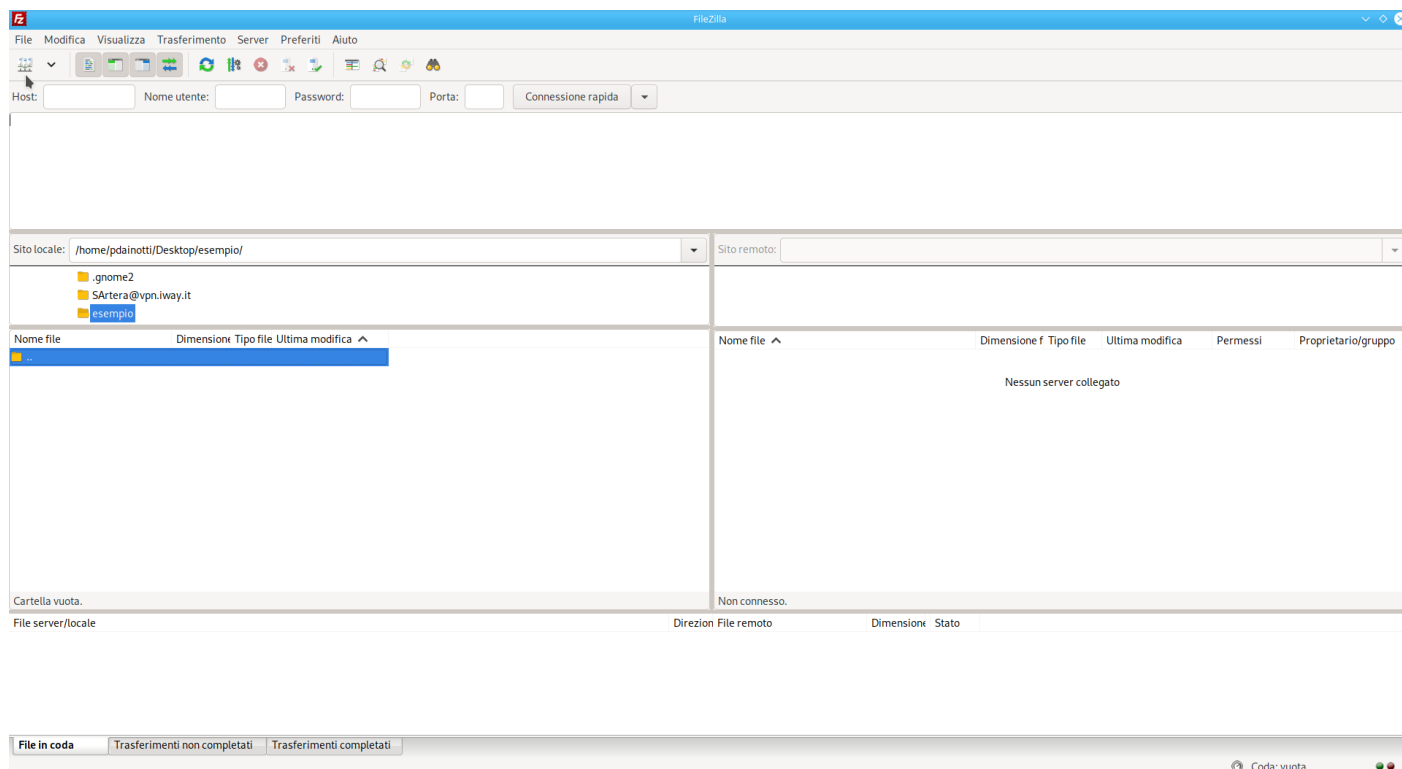 FileZilla
File Modifica Visualizza Trasferimento Server Preferiti Aiuto
Host: Nome utente: Password: Porta: Connessione rapida
Sito locale: /home/pdainotti/Desktop/esempio/
.gnome2
SArtera@vpn.iway.it
esempio
Nome file Dimensione Tipo file Ultima modifica
..
Cartella vuota.
Sito remoto:
Nome file Dimensione f Tipo file Ultima modifica Permessi Proprietario/gruppo
Nessun server collegato
Non connesso.
File server/locale Direzion File remoto Dimensione Stato
File in coda Trasferimenti non completati Trasferimenti completati
Coda: vuota